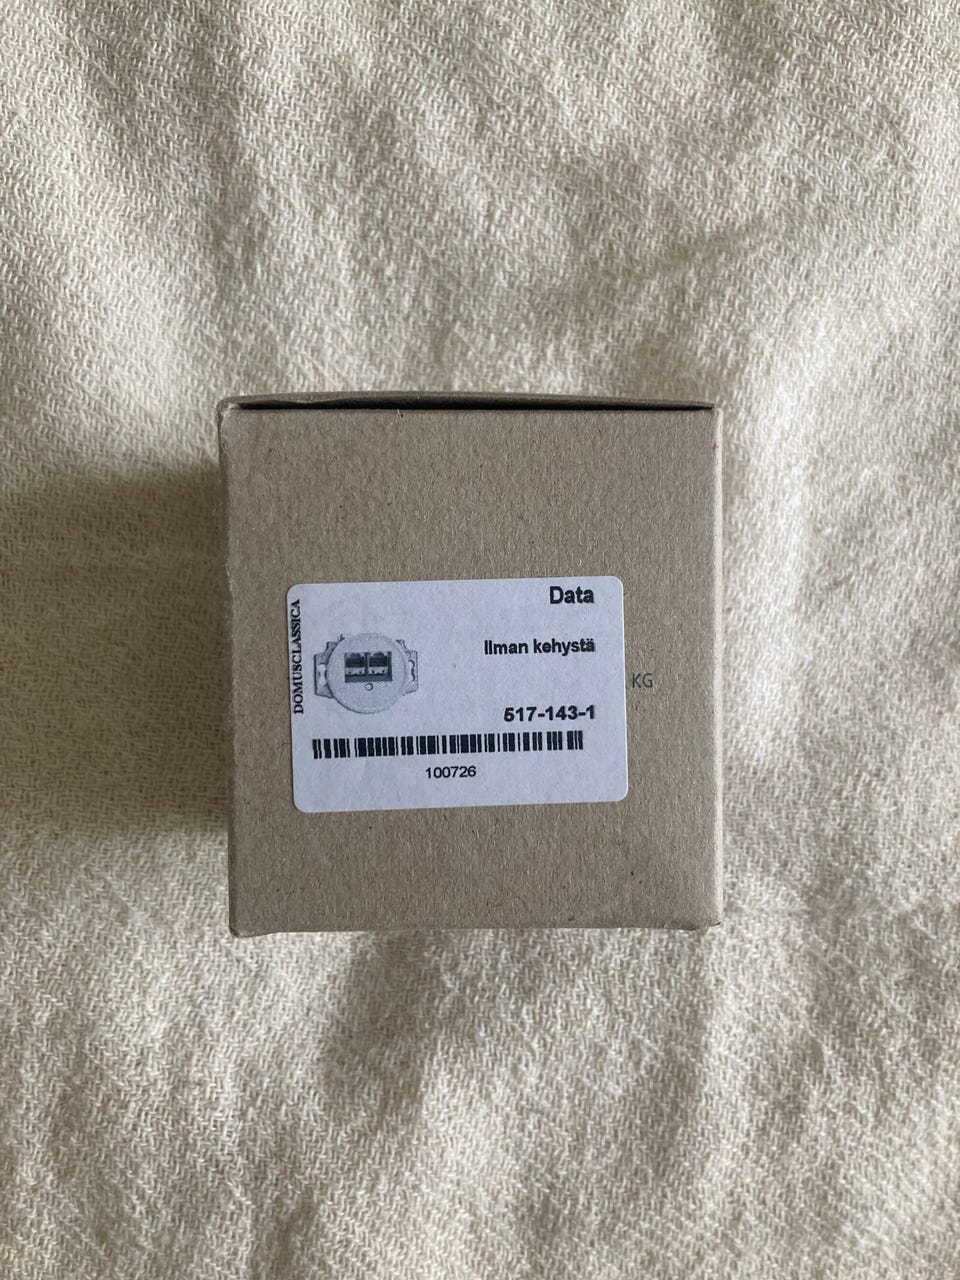 DOMUSCLASSICA
Data
Ilman kehystä
517-143-1
100726
KG